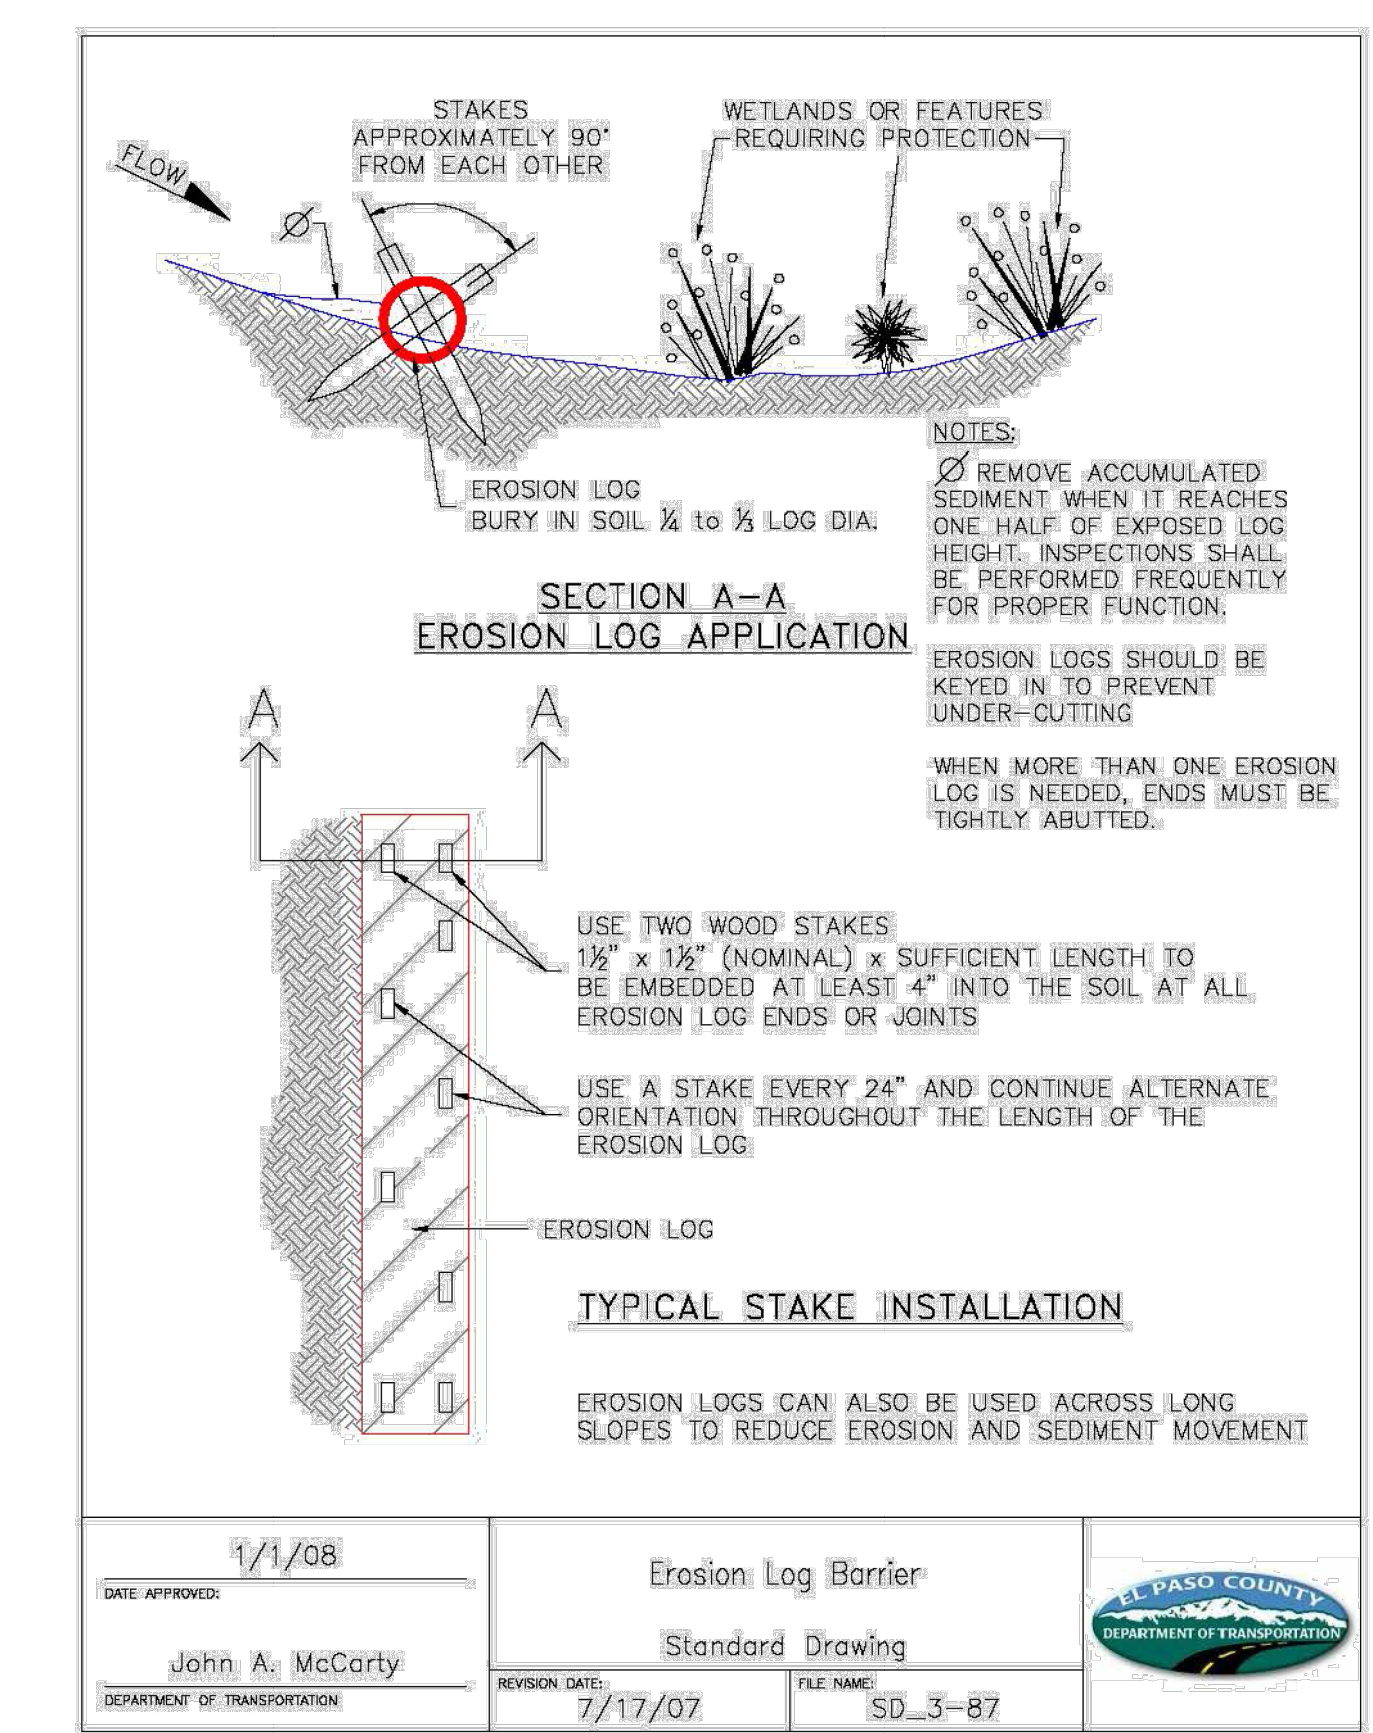 STAKES
APPROXIMATELY 90°
FROM EACH OTHER
WETLANDS OR FEATURES
REQUIRING PROTECTION
FLOW
Ø
EROSION LOG
BURY IN SOIL ¼ to ⅓ LOG DIA.
SECTION A-A
EROSION LOG APPLICATION
NOTES:
Ø REMOVE ACCUMULATED
SEDIMENT WHEN IT REACHES
ONE HALF OF EXPOSED LOG
HEIGHT. INSPECTIONS SHALL
BE PERFORMED FREQUENTLY
FOR PROPER FUNCTION.
EROSION LOGS SHOULD BE
KEYED IN TO PREVENT
UNDER-CUTTING
WHEN MORE THAN ONE EROSION
LOG IS NEEDED, ENDS MUST BE
TIGHTLY ABUTTED.
A A
USE TWO WOOD STAKES
1½" x 1½" (NOMINAL) x SUFFICIENT LENGTH TO
BE EMBEDDED AT LEAST 4" INTO THE SOIL AT ALL
EROSION LOG ENDS OR JOINTS
USE A STAKE EVERY 24" AND CONTINUE ALTERNATE
ORIENTATION THROUGHOUT THE LENGTH OF THE
EROSION LOG
EROSION LOG
TYPICAL STAKE INSTALLATION
EROSION LOGS CAN ALSO BE USED ACROSS LONG
SLOPES TO REDUCE EROSION AND SEDIMENT MOVEMENT
1/1/08
DATE APPROVED:
John A. McCarty
DEPARTMENT OF TRANSPORTATION
Erosion Log Barrier
Standard Drawing
REVISION DATE:
7/17/07
FILE NAME:
SD_3-87
EL PASO COUNTY
DEPARTMENT OF TRANSPORTATION